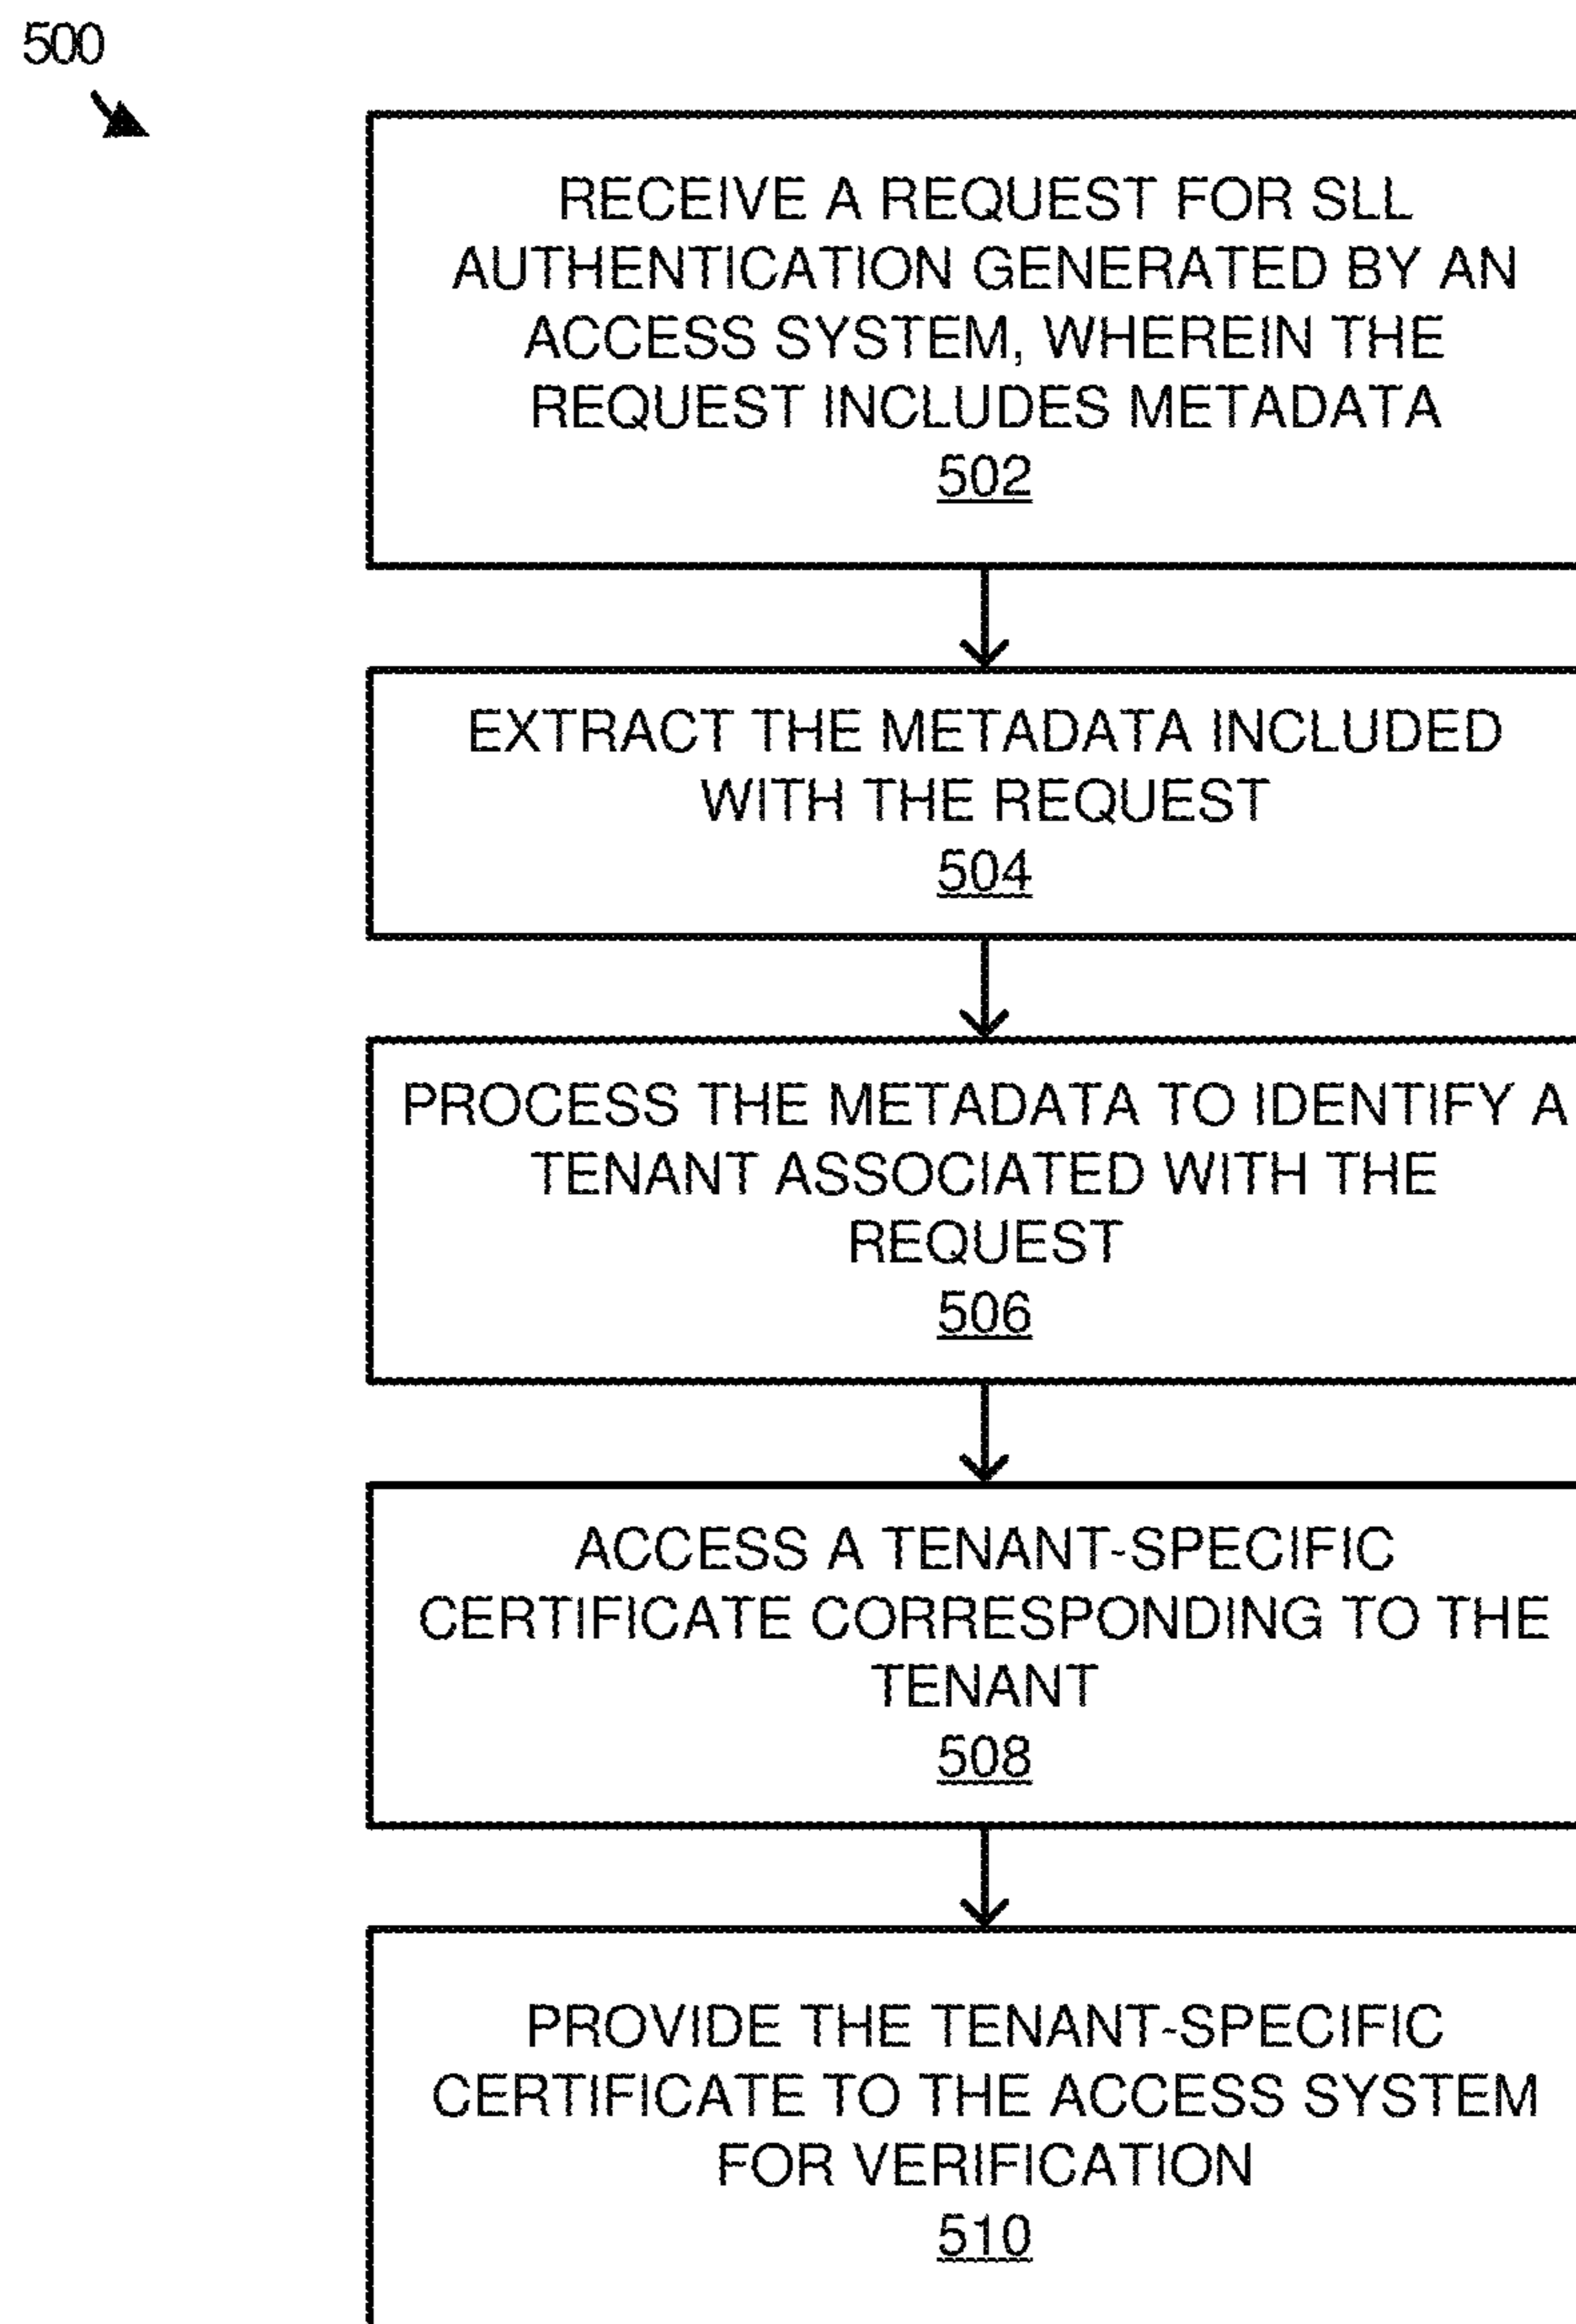 500
RECEIVE A REQUEST FOR SLL
AUTHENTICATION GENERATED BY AN
ACCESS SYSTEM, WHEREIN THE
REQUEST INCLUDES METADATA
502
EXTRACT THE METADATA INCLUDED
WITH THE REQUEST
504
PROCESS THE METADATA TO IDENTIFY A
TENANT ASSOCIATED WITH THE
REQUEST
506
ACCESS A TENANT-SPECIFIC
CERTIFICATE CORRESPONDING TO THE
TENANT
508
PROVIDE THE TENANT-SPECIFIC
CERTIFICATE TO THE ACCESS SYSTEM
FOR VERIFICATION
510